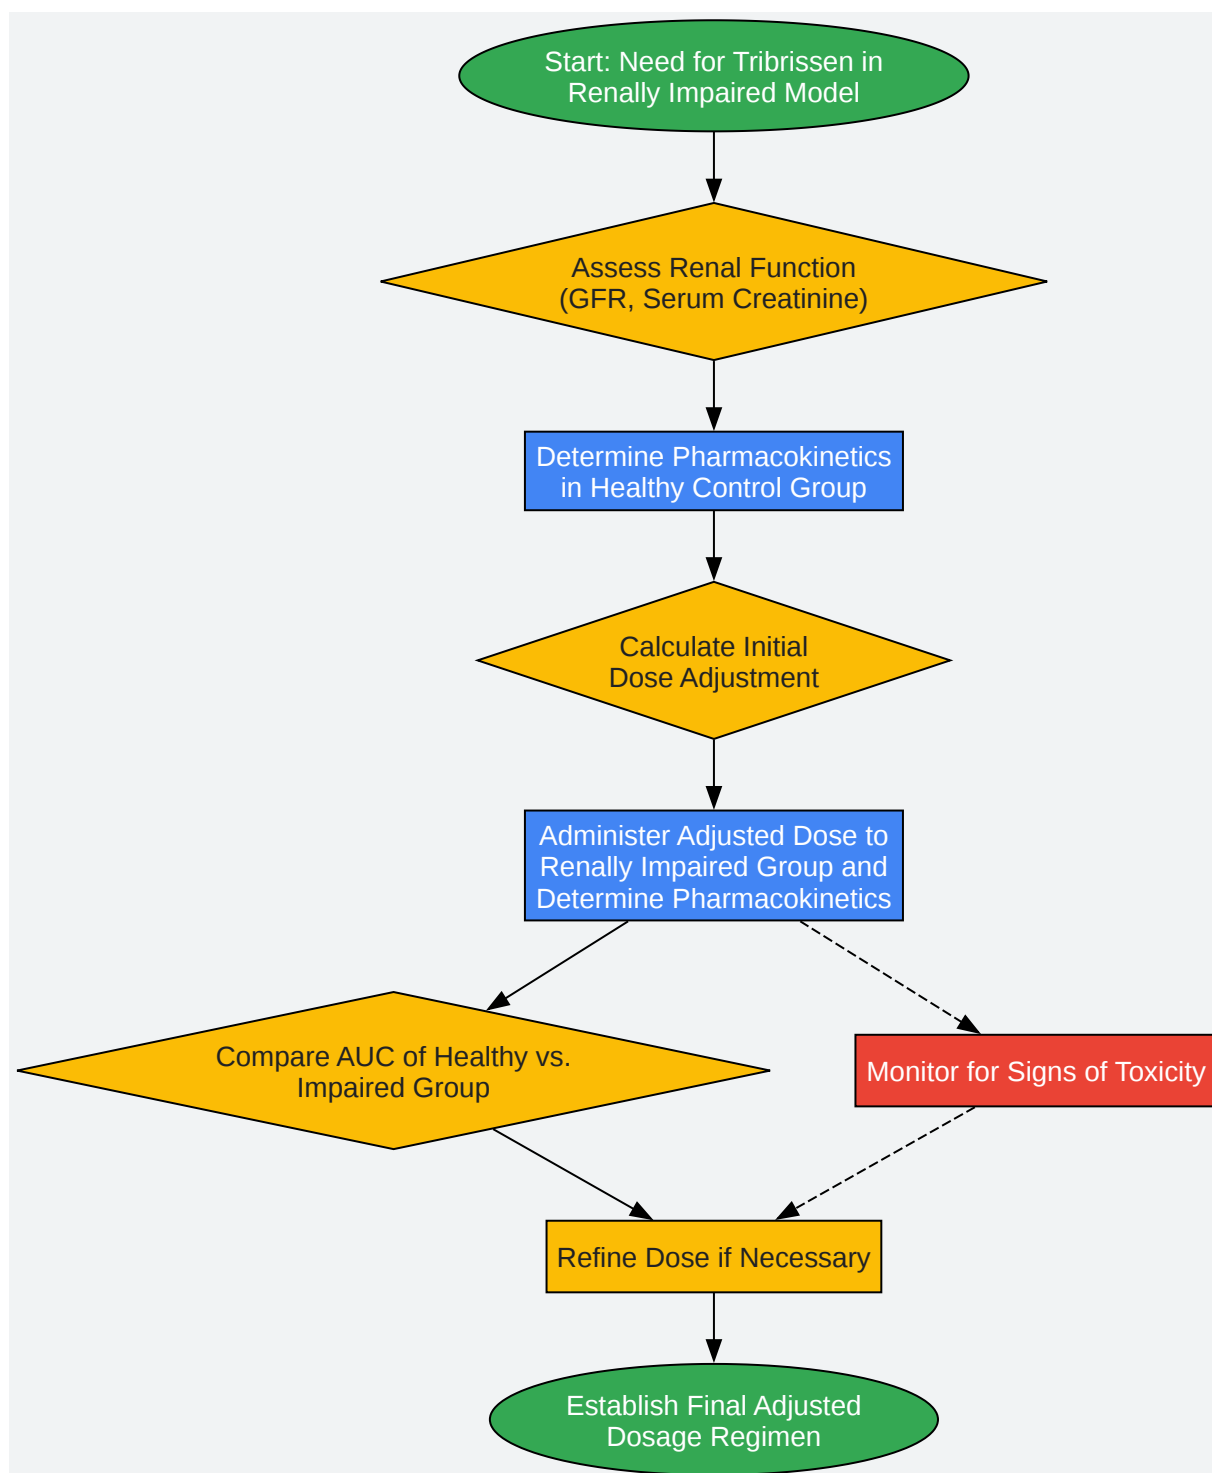 Start: Need for Tribrissen in
Renally Impaired Model
Assess Renal Function
(GFR, Serum Creatinine)
Determine Pharmacokinetics
in Healthy Control Group
Calculate Initial
Dose Adjustment
Administer Adjusted Dose to
Renally Impaired Group and
Determine Pharmacokinetics
Compare AUC of Healthy vs.
Impaired Group
Monitor for Signs of Toxicity
Refine Dose if Necessary
Establish Final Adjusted
Dosage Regimen